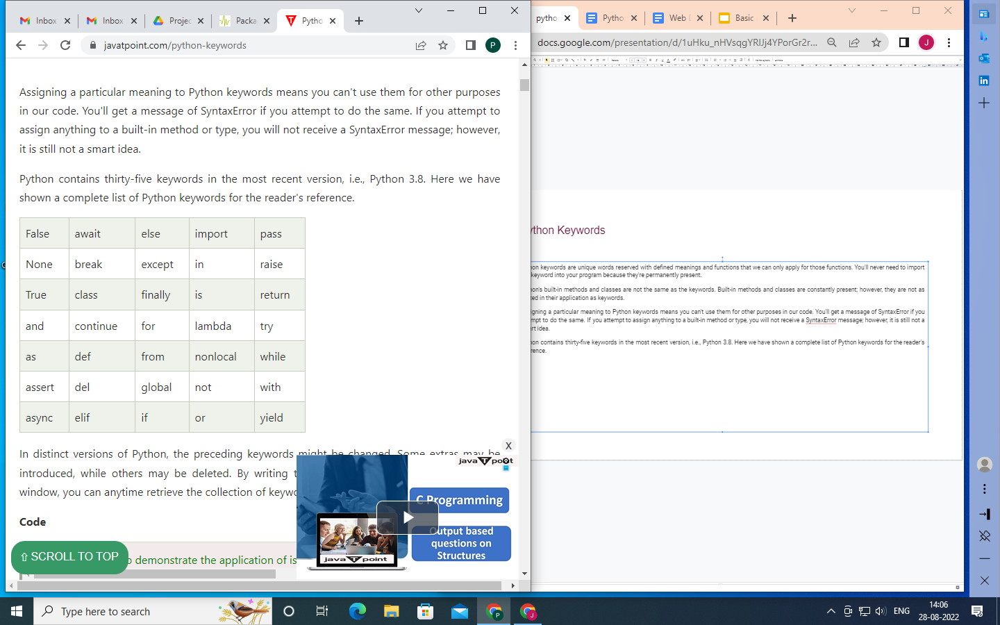 Inbox
Inbox
Projec
Packa
Pytho
javatpoint.com/python-keywords
P
Assigning a particular meaning to Python keywords means you can't use them for other purposes
in our code. You'll get a message of SyntaxError if you attempt to do the same. If you attempt to
assign anything to a built-in method or type, you will not receive a SyntaxError message; however,
it is still not a smart idea.
Python contains thirty-five keywords in the most recent version, i.e., Python 3.8. Here we have
shown a complete list of Python keywords for the reader's reference.
False await else import pass
None break except in raise
True class finally is return
and continue for lambda try
as def from nonlocal while
assert del global not with
async elif if or yield
In distinct versions of Python, the preceding keywords might be changed. Some extras may be
introduced, while others may be deleted. By writing t
window, you can anytime retrieve the collection of keywo
Code
SCROLL TO TOP
o demonstrate the application of is
X
java T point
C Programming
Output based
questions on
Structures
java T point
pytho
Pytho
Web
Basic
docs.google.com/presentation/d/1uHku_nHVsqgYRlJj4YPorGr2r...
J
ython Keywords
on keywords are unique words reserved with defined meanings and functions that we can only apply for those functions. You'll never need to import
keyword into your program because they're permanently present.
on's built-in methods and classes are not the same as the keywords. Built-in methods and classes are constantly present; however, they are not as
ed in their application as keywords.
gning a particular meaning to Python keywords means you can't use them for other purposes in our code. You'll get a message of SyntaxError if you
mpt to do the same. If you attempt to assign anything to a built-in method or type, you will not receive a SyntaxError message; however, it is still not a
rt idea.
on contains thirty-five keywords in the most recent version, i.e., Python 3.8. Here we have shown a complete list of Python keywords for the reader's
rence.
in
Type here to search
P
J
ENG
14:06
28-08-2022